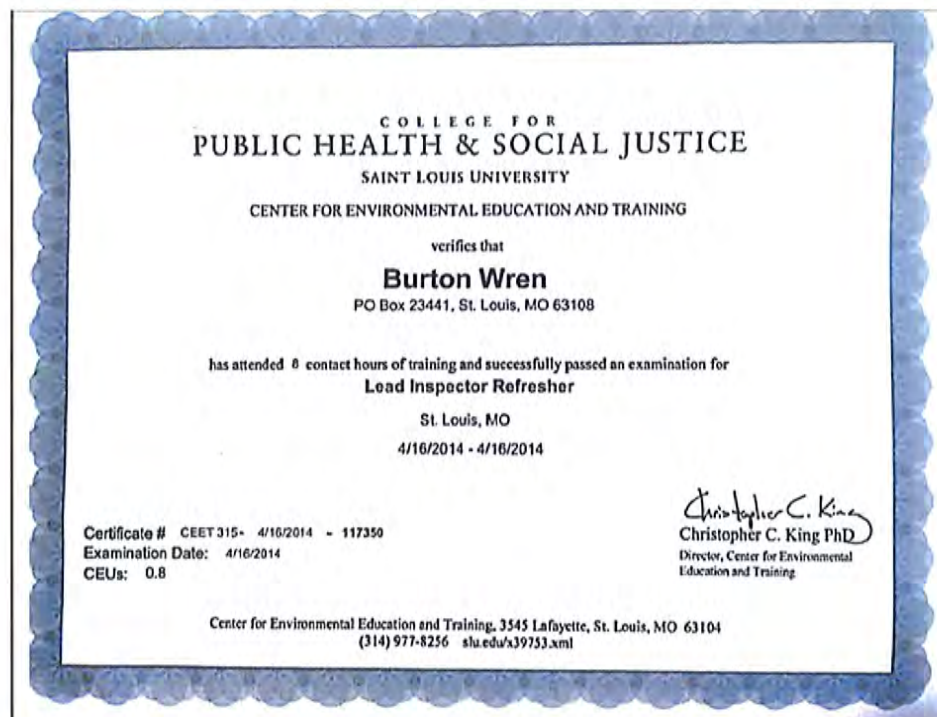 COLLEGE FOR
PUBLIC HEALTH & SOCIAL JUSTICE
SAINT LOUIS UNIVERSITY
CENTER FOR ENVIRONMENTAL EDUCATION AND TRAINING
verifies that
Burton Wren
PO Box 23441, St. Louis, MO 63108
has attended 8 contact hours of training and successfully passed an examination for
Lead Inspector Refresher
St. Louis, MO
4/16/2014 - 4/16/2014
Christopher C. King
Certificate # CEET315- 4/16/2014 - 117350
Christopher C. King PhD
Examination Date: 4/16/2014
Director, Center for Environmental
CEUs: 0.8
Education and Training
Center for Environmental Education and Training, 3545 Lafayette, St. Louis, MO 63104
(314) 977-8256 slu.edu/x39753.xml